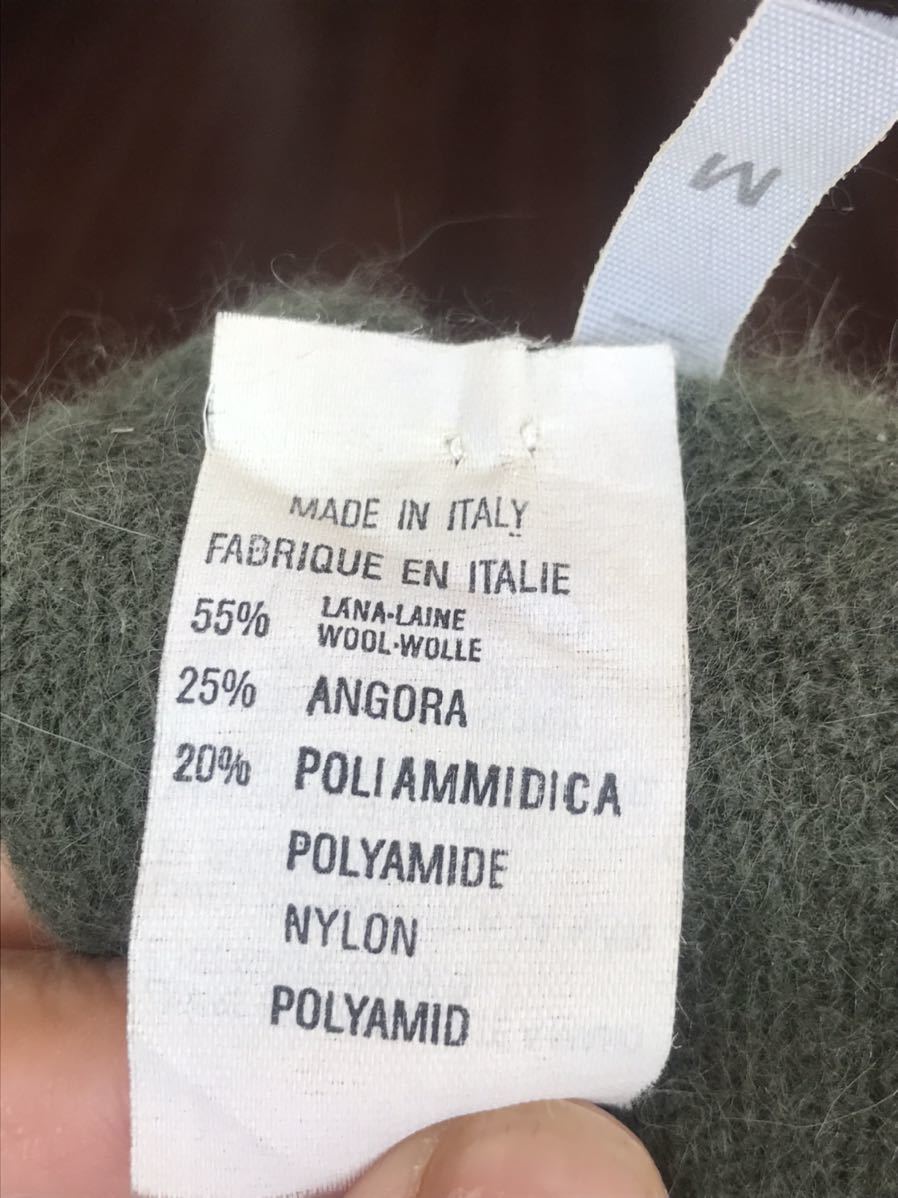 M
MADE IN ITALY
FABRIQUE EN ITALIE
55% LANA-LAINE
WOOL-WOLLE
25% ANGORA
20% POLIAMMIDICA
POLYAMIDE
NYLON
POLYAMID